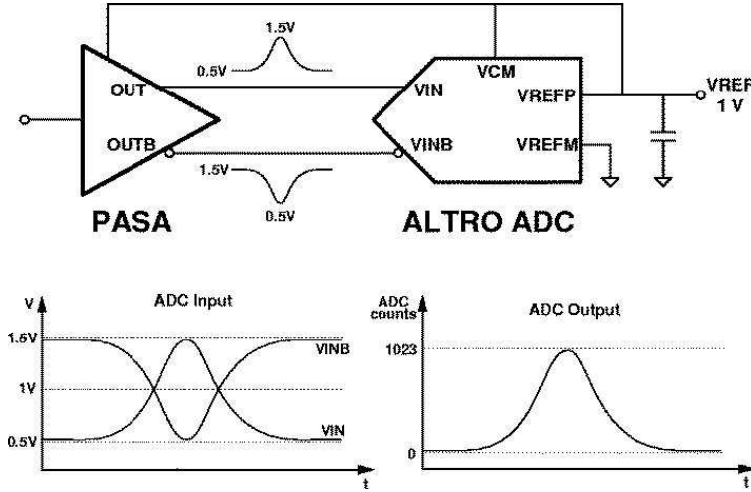 1.5V
0.5V
OUT
VIN
VCM
VREFP
VREF
1 V
OUTB
VINB
VREFM
1.5V
0.5V
PASA
ALTRO ADC
V
ADC Input
1.5V
VINB
1V
VIN
0.5V
t
ADC
counts
ADC Output
1023
0
t